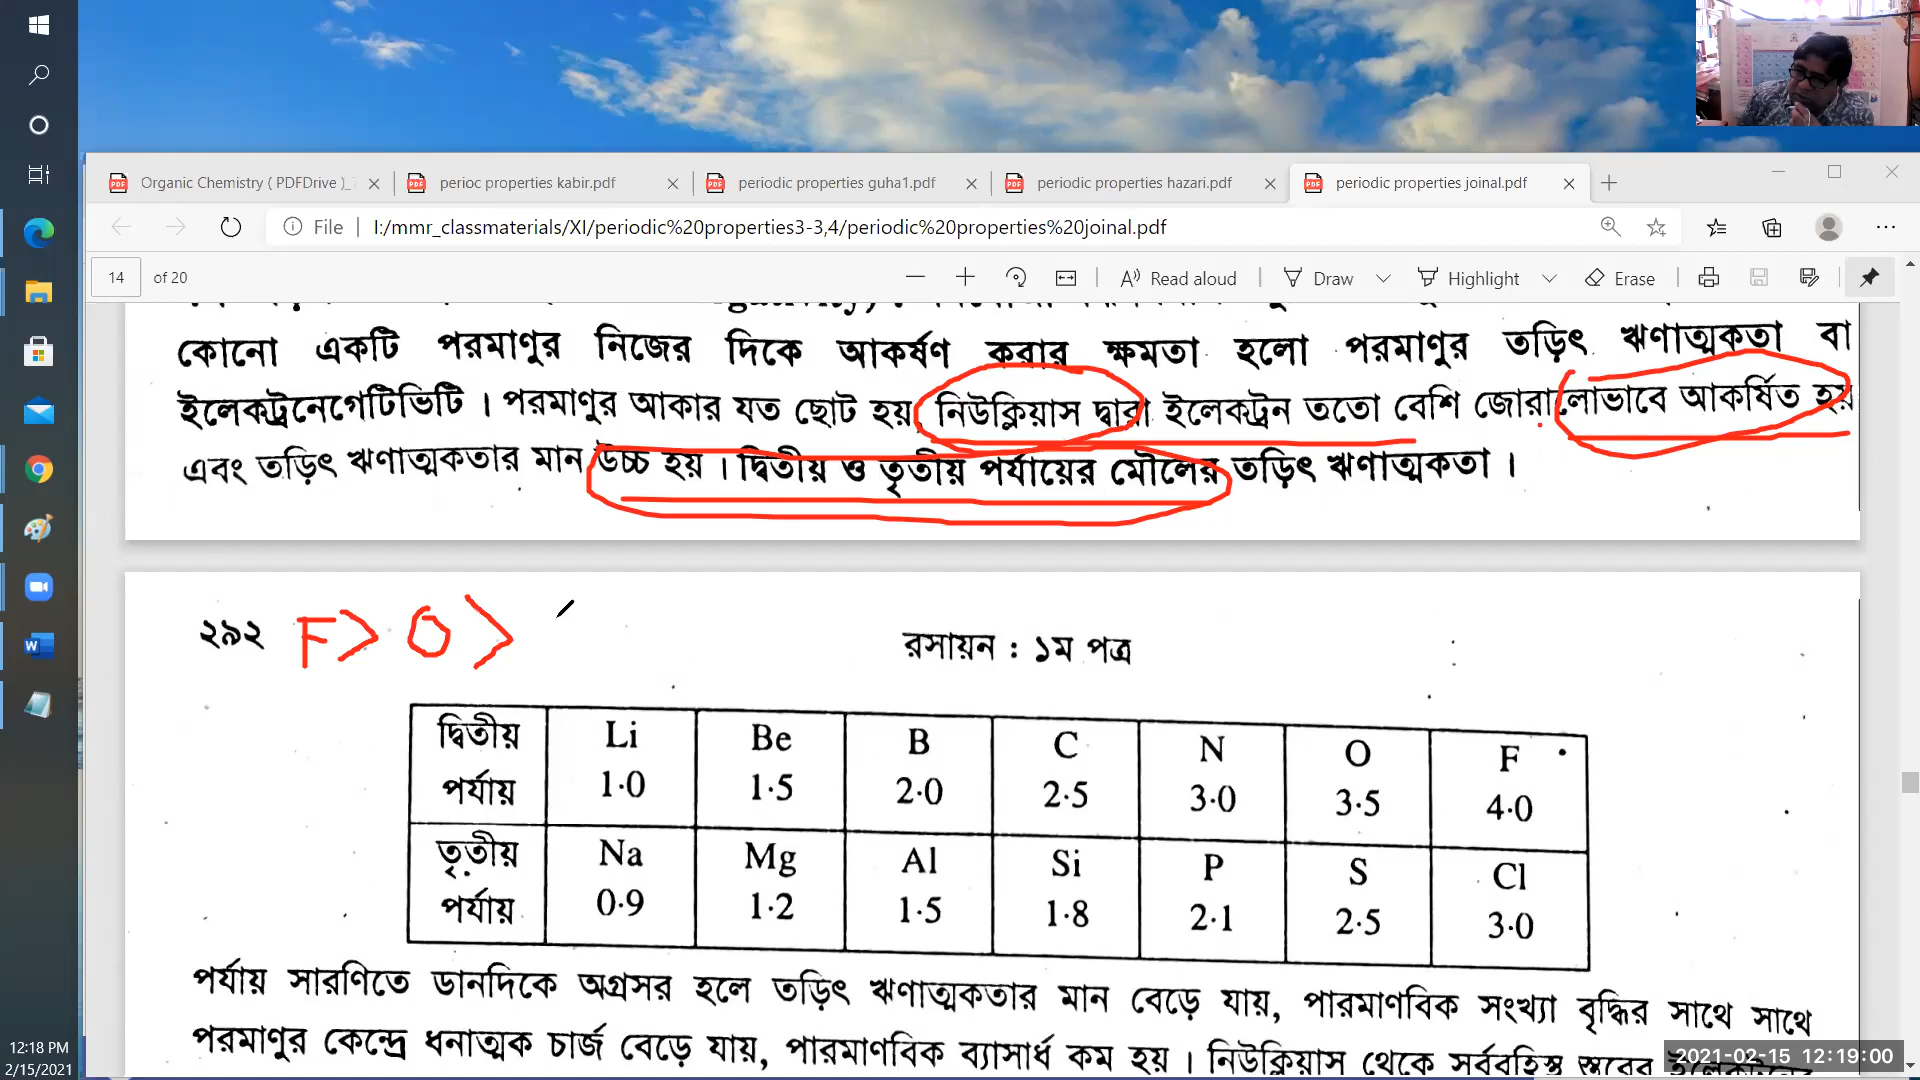 Organic Chemistry ( PDFDrive )_
perioc properties kabir.pdf
periodic properties guha1.pdf
periodic properties hazari.pdf
periodic properties joinal.pdf
File
I:/mmr_classmaterials/XI/periodic%20properties3-3,4/periodic%20properties%20joinal.pdf
14 of 20
Read aloud
Draw
Highlight
Erase
কোনো একটি পরমাণুর নিজের দিকে আকর্ষণ করার ক্ষমতা হলো পরমাণুর তড়িৎ ঋণাত্মকতা বা
ইলেকট্রনেগেটিভিটি । পরমাণুর আকার যত ছোট হয়, নিউক্লিয়াস দ্বারা ইলেকট্রন ততো বেশি জোরালোভাবে আকর্ষিত হয়
এবং তড়িৎ ঋণাত্মকতার মান উচ্চ হয় । দ্বিতীয় ও তৃতীয় পর্যায়ের মৌলের তড়িৎ ঋণাত্মকতা ।
২৯২ F> O >
রসায়ন : ১ম পত্র
দ্বিতীয় Li Be B C N O F
পর্যায় 1·0 1·5 2·0 2·5 3·0 3·5 4·0
তৃতীয় Na Mg Al Si P S Cl
পর্যায় 0·9 1·2 1·5 1·8 2·1 2·5 3·0
পর্যায় সারণিতে ডানদিকে অগ্রসর হলে তড়িৎ ঋণাত্মকতার মান বেড়ে যায়, পারমাণবিক সংখ্যা বৃদ্ধির সাথে সাথে
পরমাণুর কেন্দ্রে ধনাত্মক চার্জ বেড়ে যায়, পারমাণবিক ব্যাসার্ধ কম হয় । নিউক্লিয়াস থেকে সর্ববহিস্থ স্তরের
12:18 PM
2/15/2021
2021-02-15 12:19:00